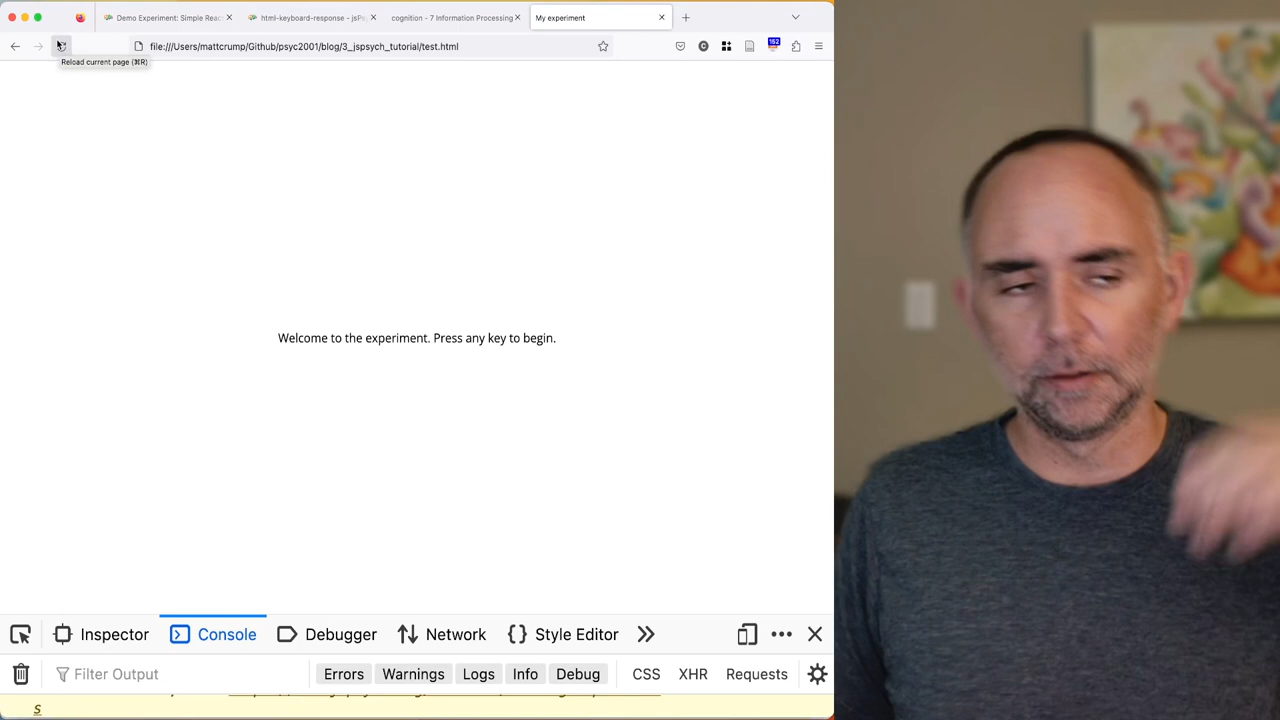 Demo Experiment: Simple Reac
html-keyboard-response - jsPs
cognition - 7 Information Processing
My experiment
file:///Users/mattcrump/Github/psyc2001/blog/3_jspsych_tutorial/test.html
152
Reload current page (⌘R)
Welcome to the experiment. Press any key to begin.
Inspector
Console
Debugger
Network
Style Editor
Filter Output
Errors
Warnings
Logs
Info
Debug
CSS
XHR
Requests
s